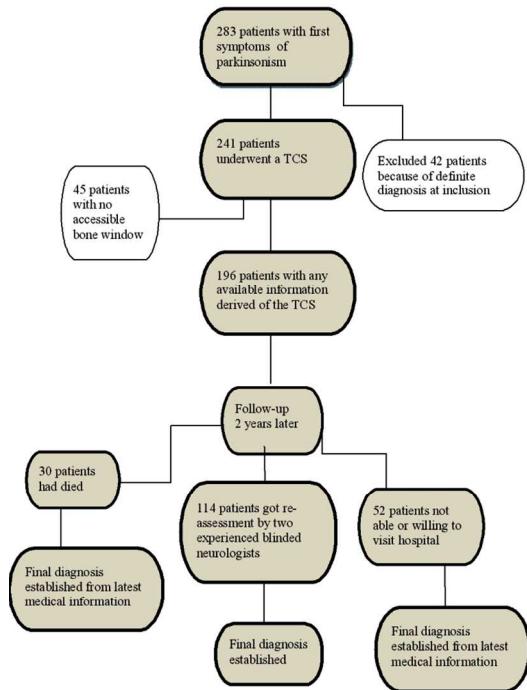 283 patients with first
symptoms of
parkinsonism
241 patients
underwent a TCS
Excluded 42 patients
because of definite
diagnosis at inclusion
45 patients
with no
accessible
bone window
196 patients with any
available information
derived of the TCS
Follow-up
2 years later
30 patients
had died
114 patients got re-
assessment by two
experienced blinded
neurologists
52 patients not
able or willing to
visit hospital
Final diagnosis
established from latest
medical information
Final diagnosis
established
Final diagnosis
established from latest
medical information